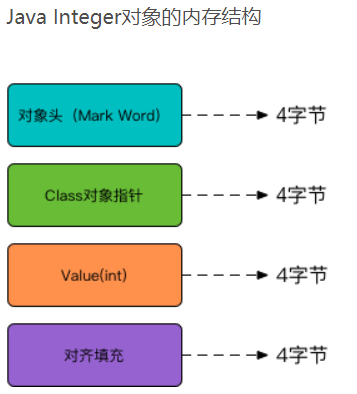 Java Integer对象的内存结构
对象头（Mark Word） 4字节
Class对象指针 4字节
Value(int) 4字节
对齐填充 4字节